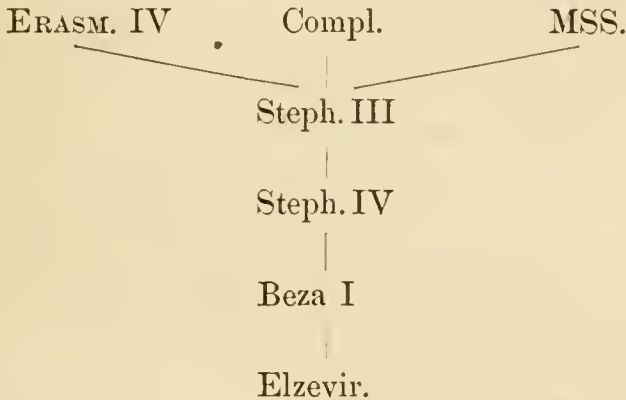 ERASM. IV Compl. MSS.
Steph. III
Steph. IV
Beza I
Elzevir.